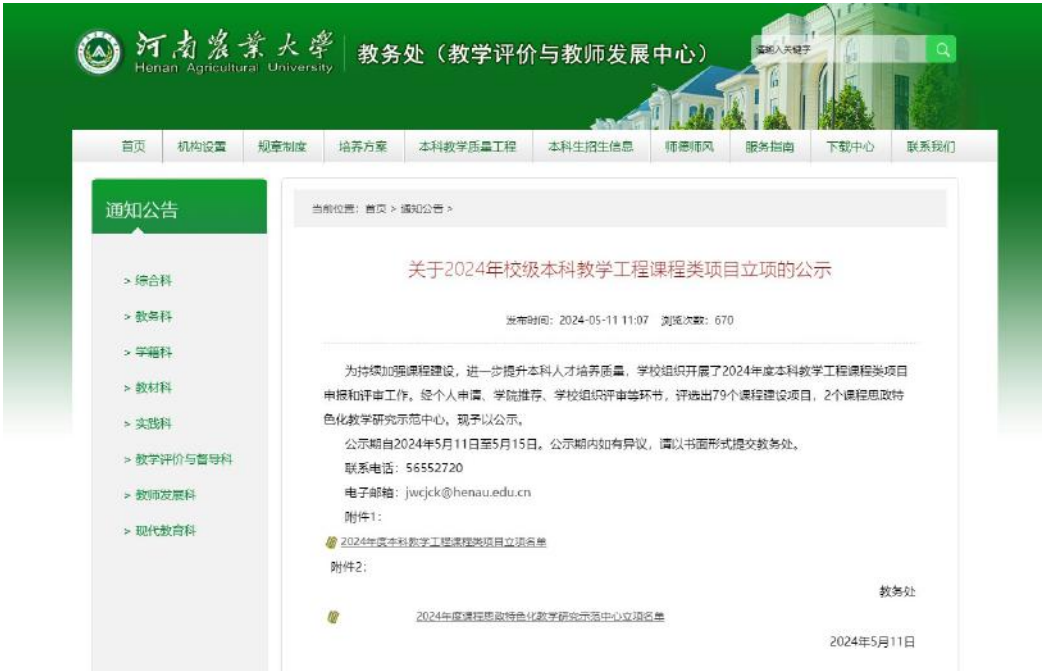 河南农业大学
Henan Agricultural University
教务处（教学评价与教师发展中心）
请输入关键字
首页 机构设置 规章制度 培养方案 本科教学质量工程 本科生招生信息 师德师风 服务指南 下载中心 联系我们
通知公告
> 综合科
> 教务科
> 学籍科
> 教材科
> 实践科
> 教学评价与督导科
> 教师发展科
> 现代教育科
当前位置：首页 > 通知公告 >
关于2024年校级本科教学工程课程类项目立项的公示
发布时间：2024-05-11 11:07 浏览次数：670
为持续加强课程建设，进一步提升本科人才培养质量，学校组织开展了2024年度本科教学工程课程类项目
申报和评审工作。经个人申请、学院推荐、学校组织评审等环节，评选出79个课程建设项目，2个课程思政特
色化教学研究示范中心，现予以公示。
公示期自2024年5月11日至5月15日。公示期内如有异议，请以书面形式提交教务处。
联系电话：56552720
电子邮箱：jwcjck@henau.edu.cn
附件1：
2024年度本科教学工程课程类项目立项名单
附件2：
教务处
2024年度课程思政特色化教学研究示范中心立项名单
2024年5月11日